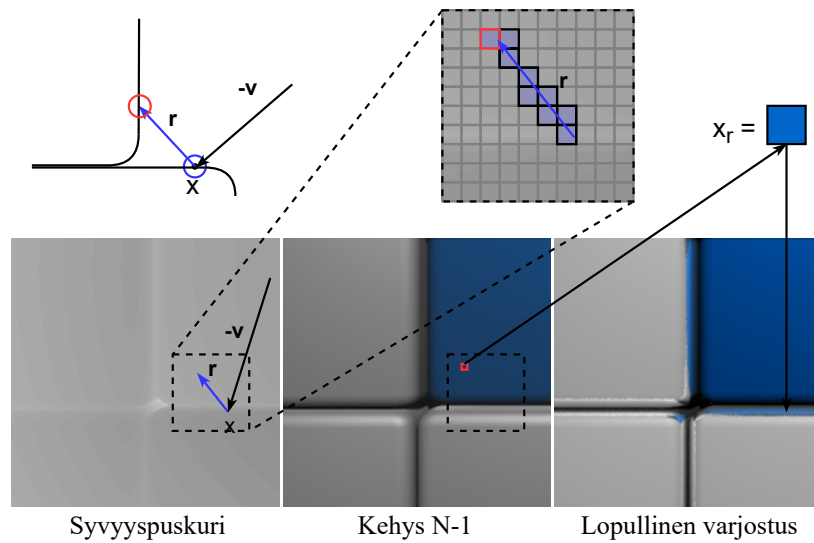 -v
r
x
r
x_r =
-v
r
x
Syvyyspuskuri
Kehys N-1
Lopullinen varjostus